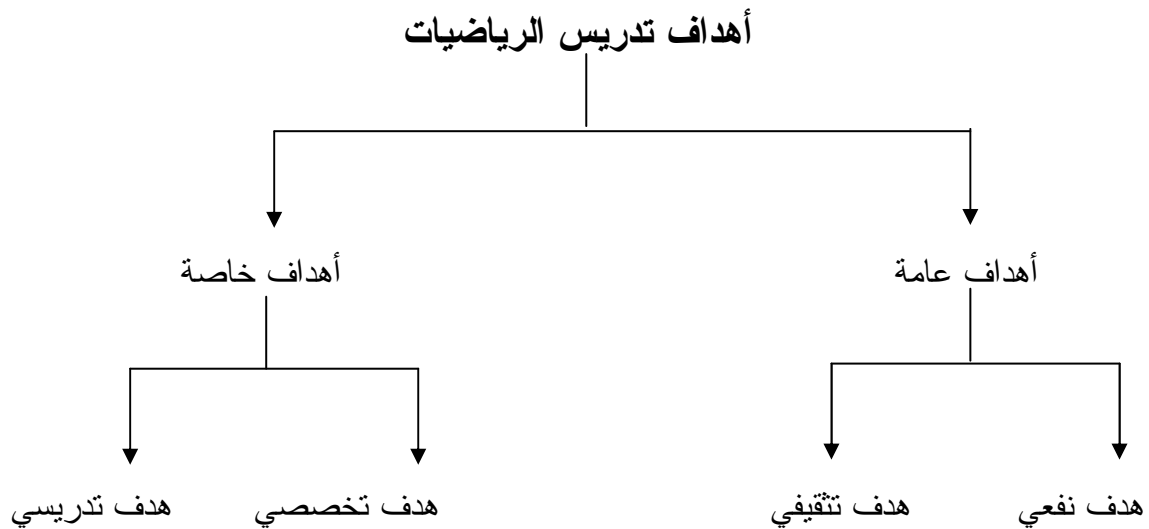 أهداف تدريس الرياضيات
أهداف عامة
أهداف خاصة
هدف نفعي
هدف تثقيفي
هدف تخصصي
هدف تدريسي